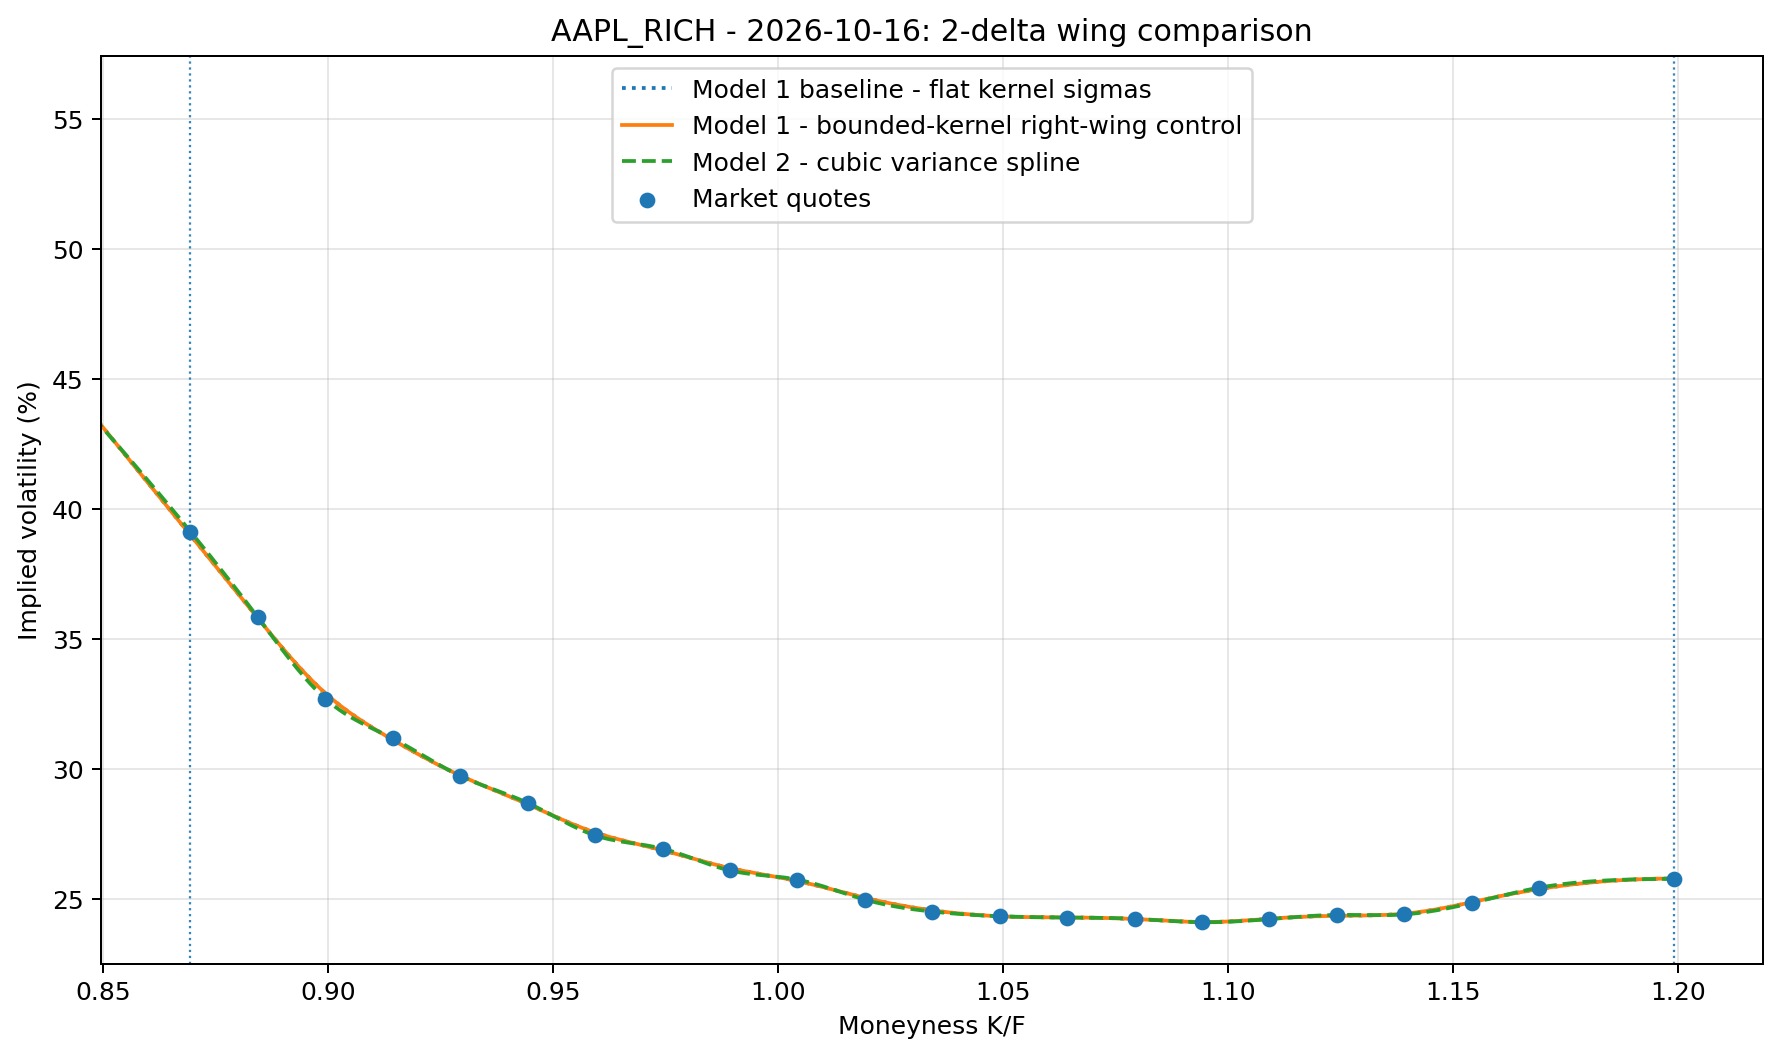 AAPL_RICH - 2026-10-16: 2-delta wing comparison
Model 1 baseline - flat kernel sigmas
Model 1 - bounded-kernel right-wing control
Model 2 - cubic variance spline
Market quotes
Implied volatility (%)
55
50
45
40
35
30
25
0.85 0.90 0.95 1.00 1.05 1.10 1.15 1.20
Moneyness K/F